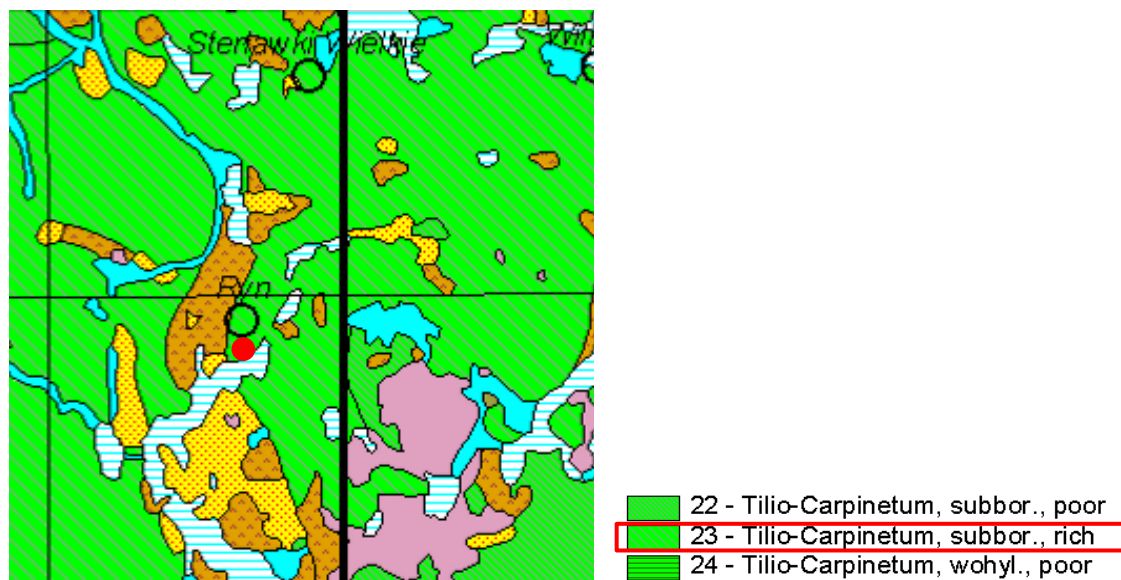 Sterławki Wielkie
Ryn
22 - Tilio-Carpinetum, subbor., poor
23 - Tilio-Carpinetum, subbor., rich
24 - Tilio-Carpinetum, wohyl., poor